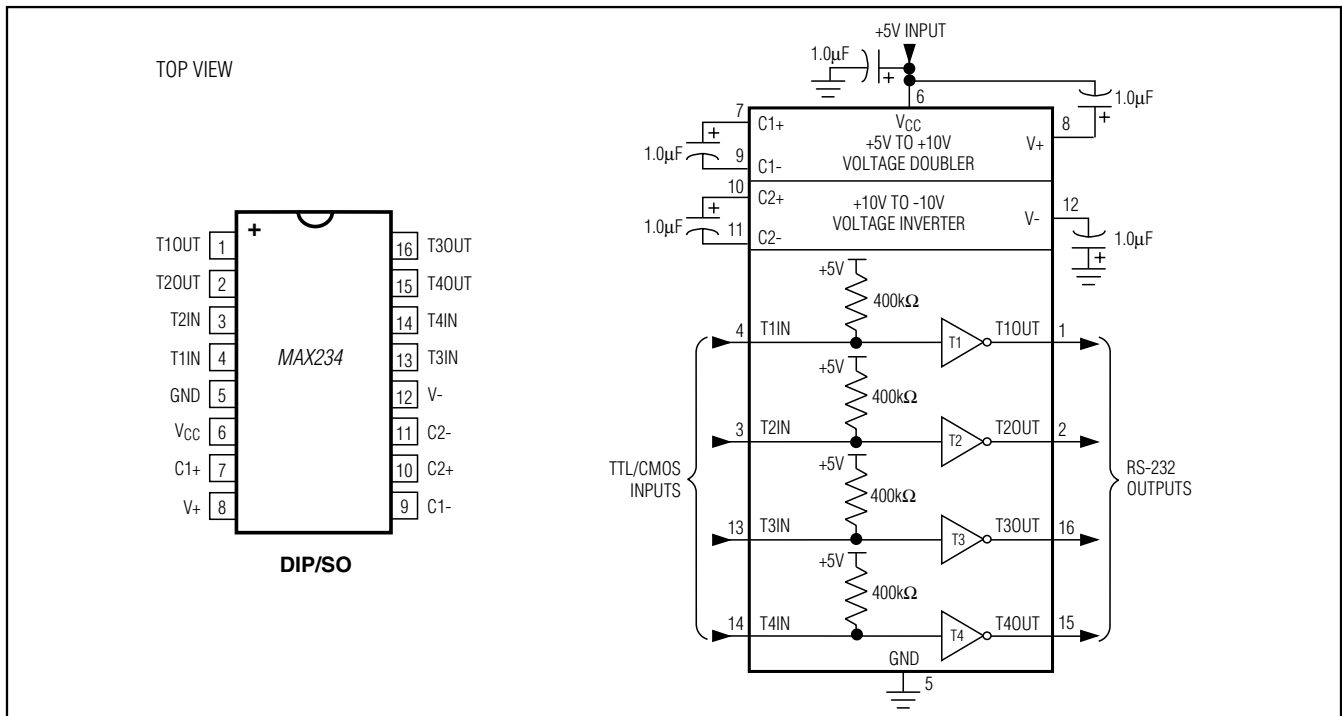 TOP VIEW
+
T1OUT 1
T2OUT 2
T2IN 3
T1IN 4
GND 5
VCC 6
C1+ 7
V+ 8
MAX234
16 T3OUT
15 T4OUT
14 T4IN
13 T3IN
12 V-
11 C2-
10 C2+
9 C1-
DIP/SO
+5V INPUT
1.0µF
+
6
1.0µF
+
7
C1+
+
1.0µF
9
C1-
VCC
+5V TO +10V
VOLTAGE DOUBLER
V+
8
10
C2+
+
1.0µF
11
C2-
+10V TO -10V
VOLTAGE INVERTER
V-
12
1.0µF
+
+5V
400kΩ
4 T1IN T1 T1OUT 1
+5V
400kΩ
3 T2IN T2 T2OUT 2
TTL/CMOS
INPUTS
RS-232
OUTPUTS
+5V
400kΩ
13 T3IN T3 T3OUT 16
+5V
400kΩ
14 T4IN T4 T4OUT 15
GND
5